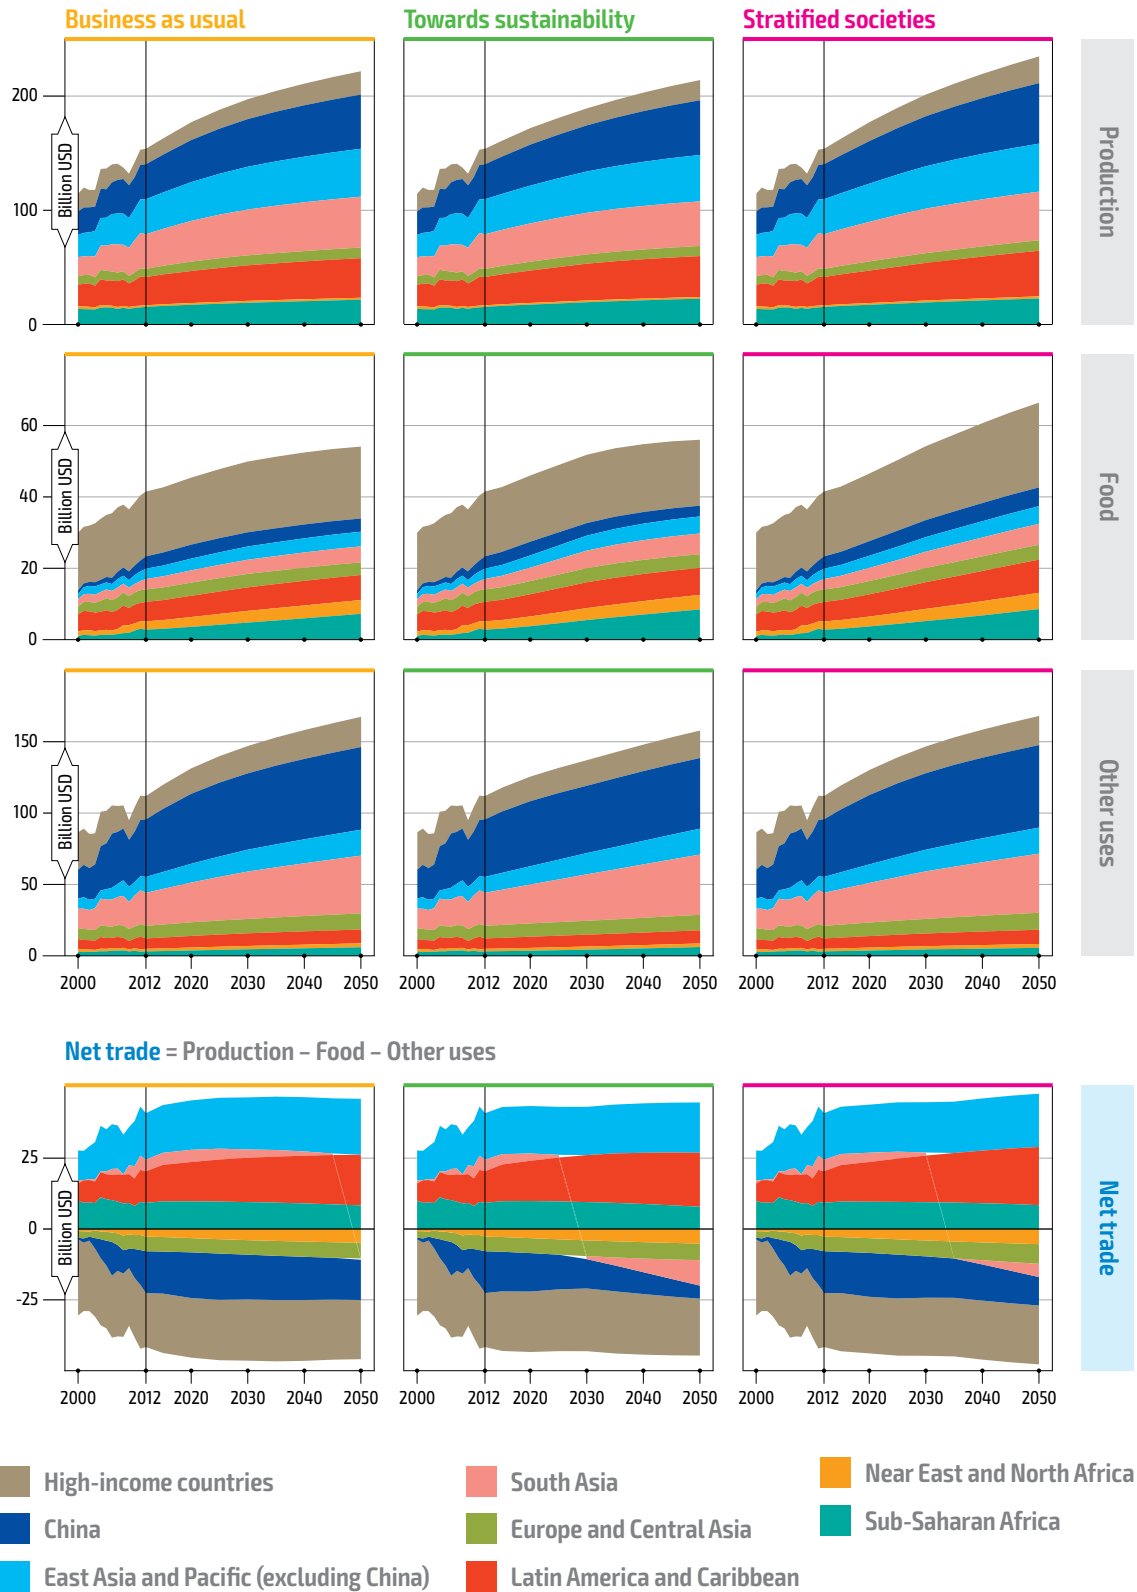 Business as usual
Towards sustainability
Stratified societies
200
100
0
Billion USD
Production
60
40
20
0
Billion USD
Food
150
100
50
0
Billion USD
Other uses
2000 2012 2020 2030 2040 2050
2000 2012 2020 2030 2040 2050
2000 2012 2020 2030 2040 2050
Net trade = Production – Food – Other uses
25
0
-25
Billion USD
Net trade
2000 2012 2020 2030 2040 2050
2000 2012 2020 2030 2040 2050
2000 2012 2020 2030 2040 2050
High-income countries
China
East Asia and Pacific (excluding China)
South Asia
Europe and Central Asia
Latin America and Caribbean
Near East and North Africa
Sub-Saharan Africa